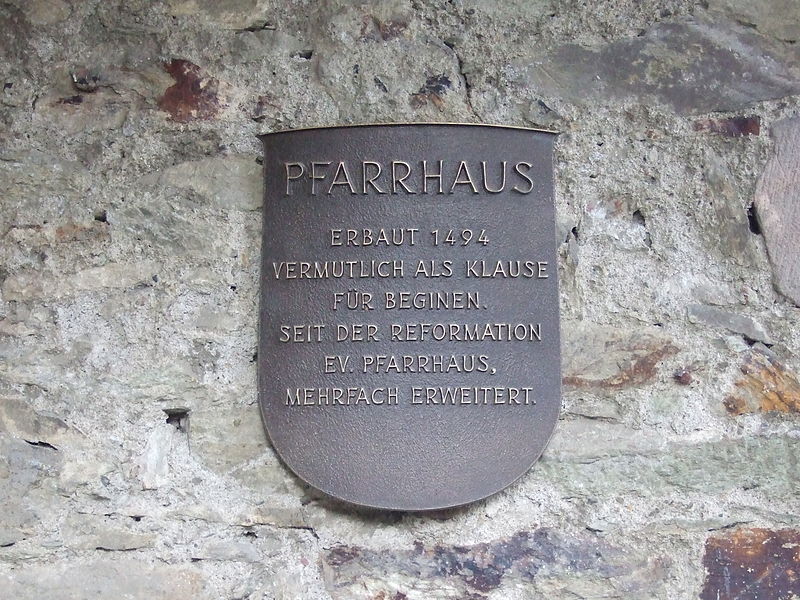 PFARRHAUS
ERBAUT 1494
VERMUTLICH ALS KLAUSE
FÜR BEGINEN.
SEIT DER REFORMATION
EV. PFARRHAUS,
MEHRFACH ERWEITERT.